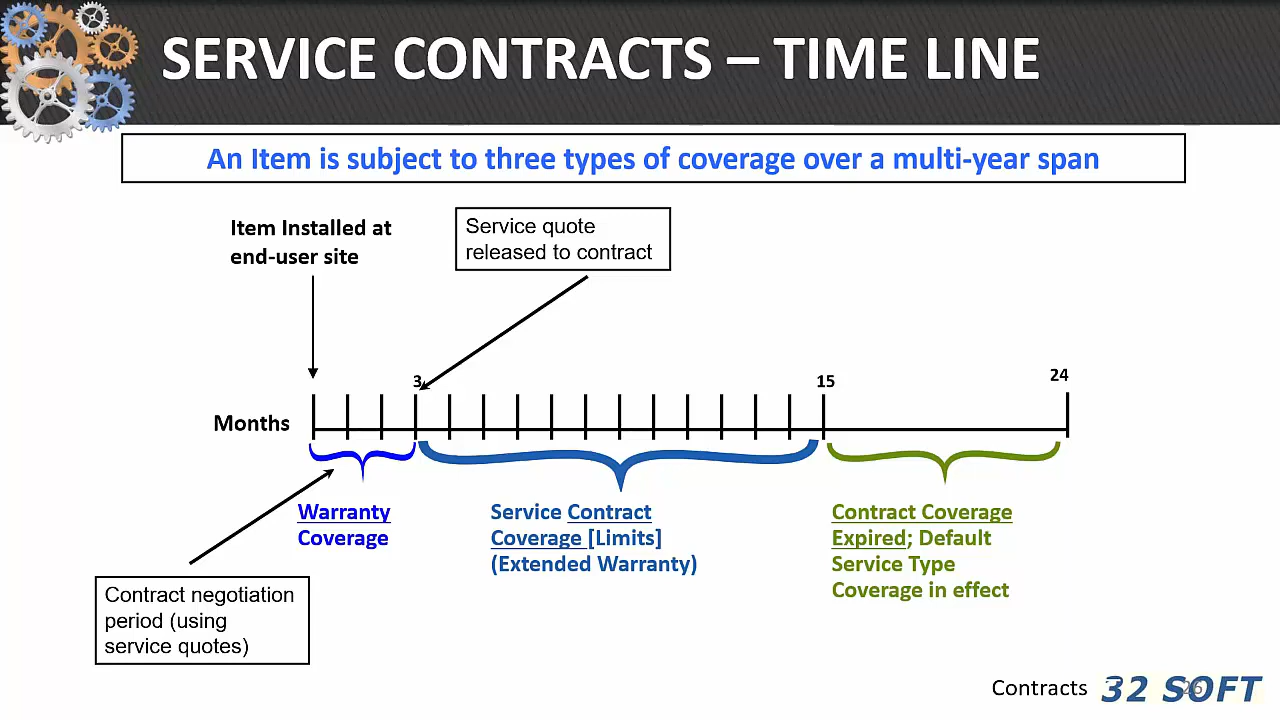 SERVICE CONTRACTS – TIME LINE
An Item is subject to three types of coverage over a multi-year span
Item Installed at
end-user site
Service quote
released to contract
3
15
24
Months
Warranty
Coverage
Service Contract
Coverage [Limits]
(Extended Warranty)
Contract Coverage
Expired; Default
Service Type
Coverage in effect
Contract negotiation
period (using
service quotes)
Contracts
32 SOFT
26